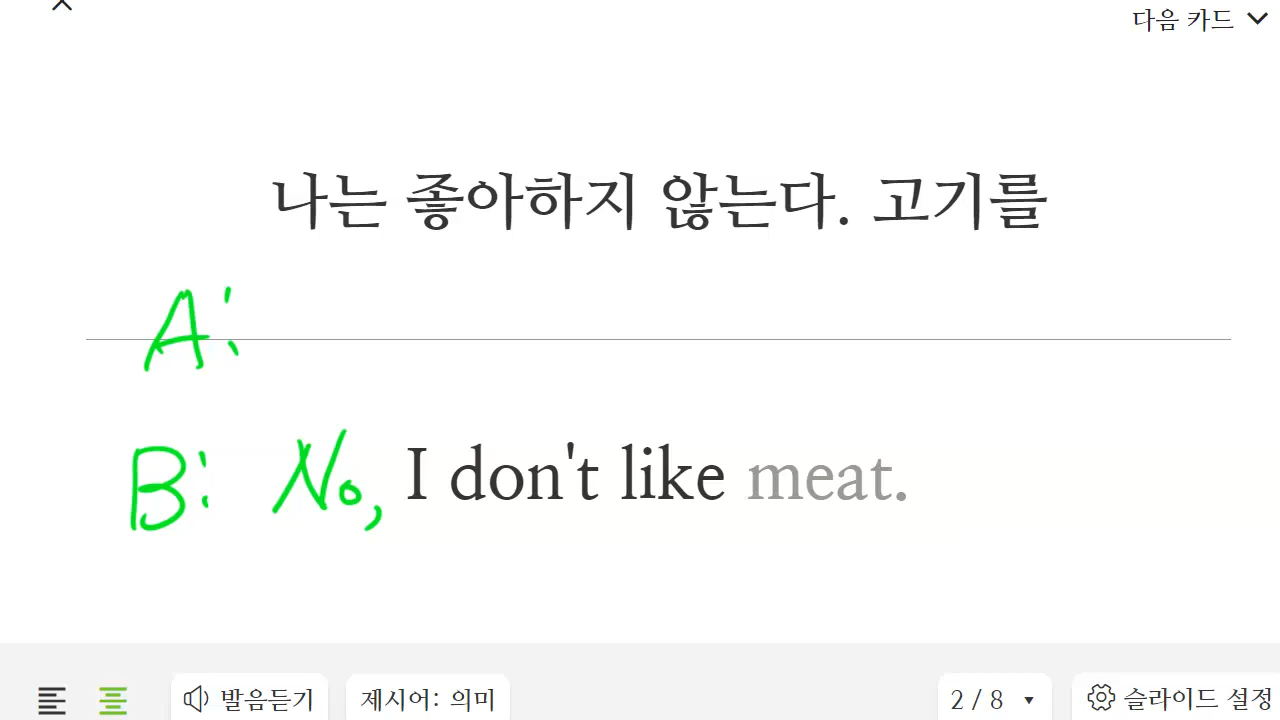 다음 카드
나는 좋아하지 않는다. 고기를
A:
B: No, I don't like meat.
발음듣기 제시어: 의미 2 / 8 슬라이드 설정